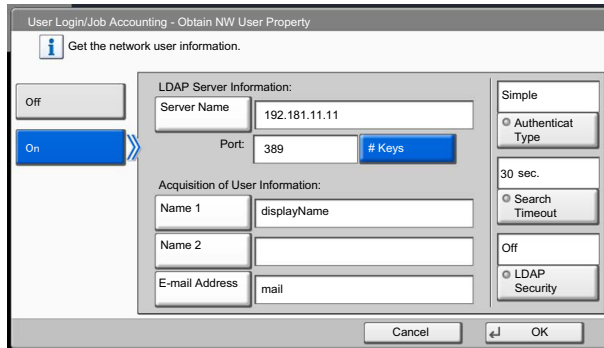 User Login/Job Accounting - Obtain NW User Property
Get the network user information.
Off
On
LDAP Server Information:
Server Name
192.181.11.11
Port:
389
# Keys
Acquisition of User Information:
Name 1
displayName
Name 2
E-mail Address
mail
Simple
Authenticat
Type
30 sec.
Search
Timeout
Off
LDAP
Security
Cancel
OK